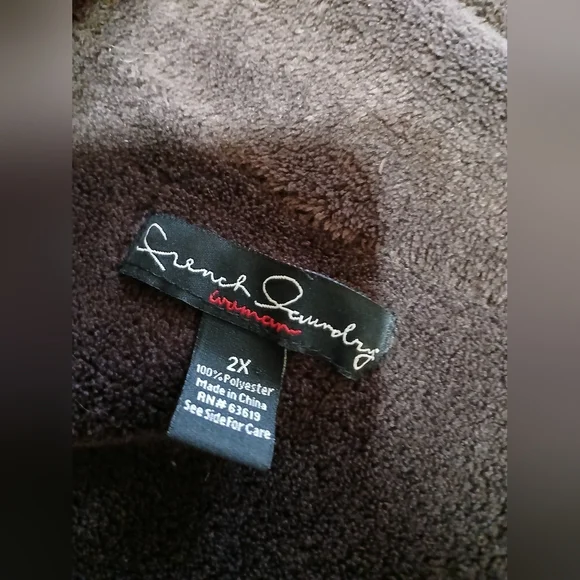 French Laundry
woman
2X
100% Polyester
Made in China
RN# 63619
See Side For Care